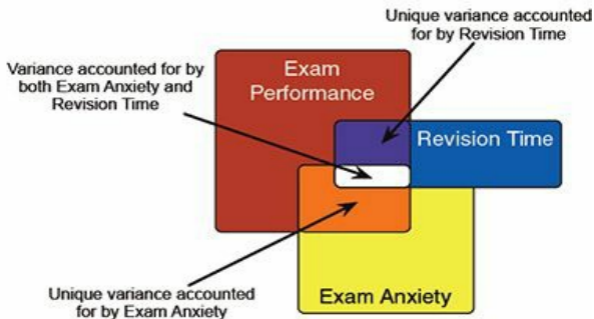 Unique variance accounted
for by Revision Time
Variance accounted for by
both Exam Anxiety and
Revision Time
Exam
Performance
Revision Time
Exam Anxiety
Unique variance accounted
for by Exam Anxiety